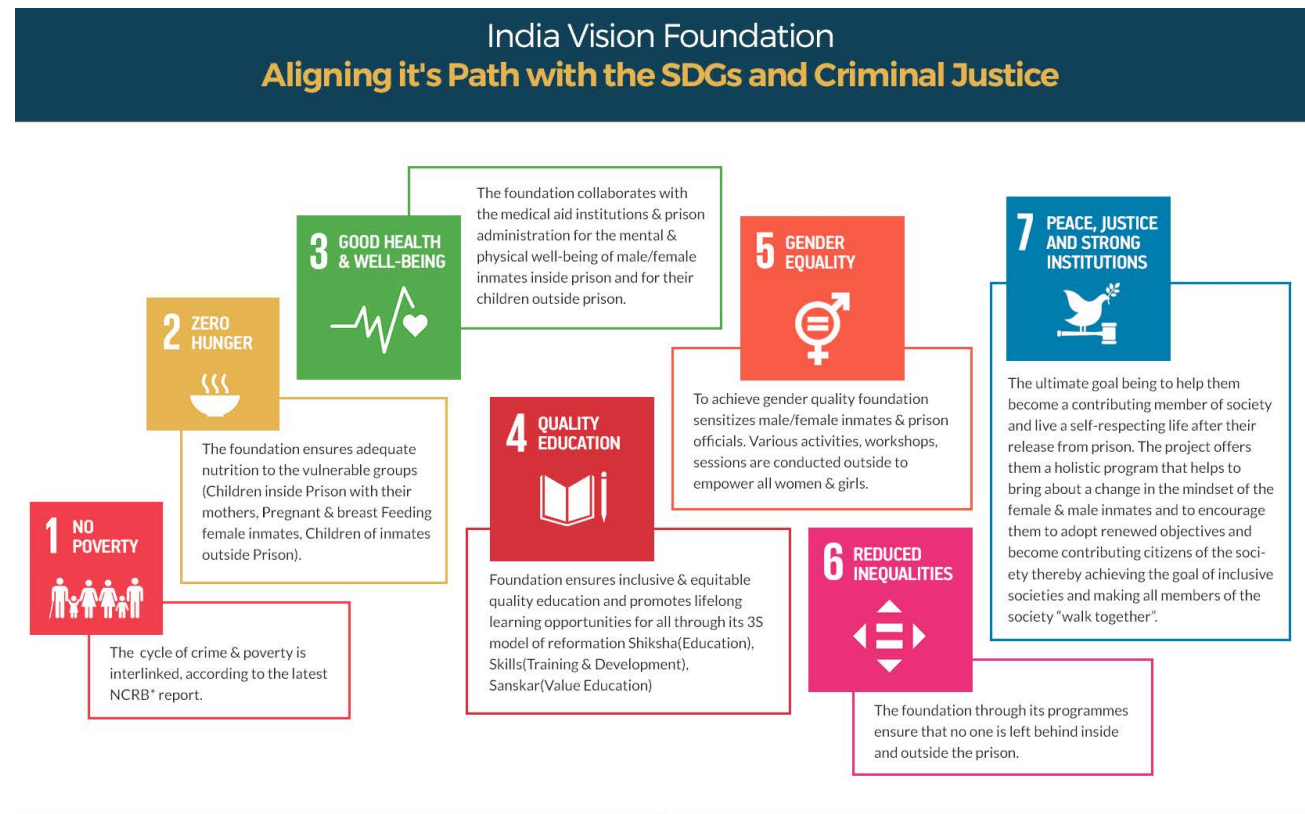 India Vision Foundation
Aligning it's Path with the SDGs and Criminal Justice
1 NO
POVERTY
The cycle of crime & poverty is
interlinked, according to the latest
NCRB* report.
2 ZERO
HUNGER
The foundation ensures adequate
nutrition to the vulnerable groups
(Children inside Prison with their
mothers, Pregnant & breast Feeding
female inmates, Children of inmates
outside Prison).
3 GOOD HEALTH
& WELL-BEING
The foundation collaborates with
the medical aid institutions & prison
administration for the mental &
physical well-being of male/female
inmates inside prison and for their
children outside prison.
4 QUALITY
EDUCATION
Foundation ensures inclusive & equitable
quality education and promotes lifelong
learning opportunities for all through its 3S
model of reformation Shiksha(Education),
Skills(Training & Development),
Sanskar(Value Education)
5 GENDER
EQUALITY
To achieve gender quality foundation
sensitizes male/female inmates & prison
officials. Various activities, workshops,
sessions are conducted outside to
empower all women & girls.
6 REDUCED
INEQUALITIES
The foundation through its programmes
ensure that no one is left behind inside
and outside the prison.
7 PEACE, JUSTICE
AND STRONG
INSTITUTIONS
The ultimate goal being to help them
become a contributing member of society
and live a self-respecting life after their
release from prison. The project offers
them a holistic program that helps to
bring about a change in the mindset of the
female & male inmates and to encourage
them to adopt renewed objectives and
become contributing citizens of the soci-
ety thereby achieving the goal of inclusive
societies and making all members of the
society “walk together”.